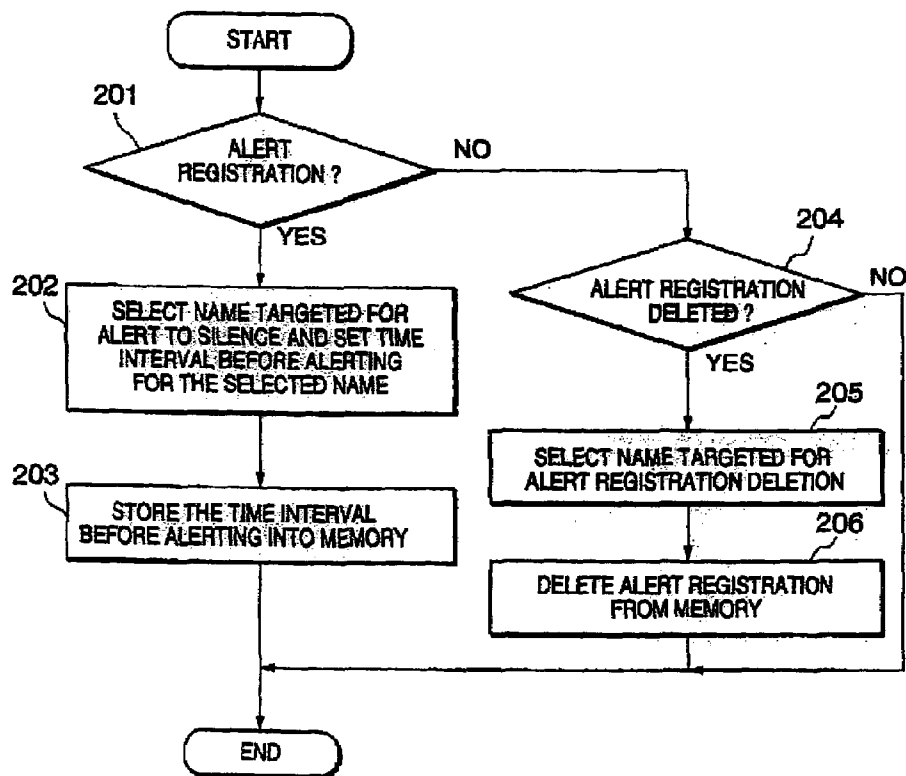 START
201
ALERT
REGISTRATION ?
NO
YES
202
SELECT NAME TARGETED FOR
ALERT TO SILENCE AND SET TIME
INTERVAL BEFORE ALERTING
FOR THE SELECTED NAME
203
STORE THE TIME INTERVAL
BEFORE ALERTING INTO MEMORY
204
ALERT REGISTRATION
DELETED ?
NO
YES
205
SELECT NAME TARGETED FOR
ALERT REGISTRATION DELETION
206
DELETE ALERT REGISTRATION
FROM MEMORY
END